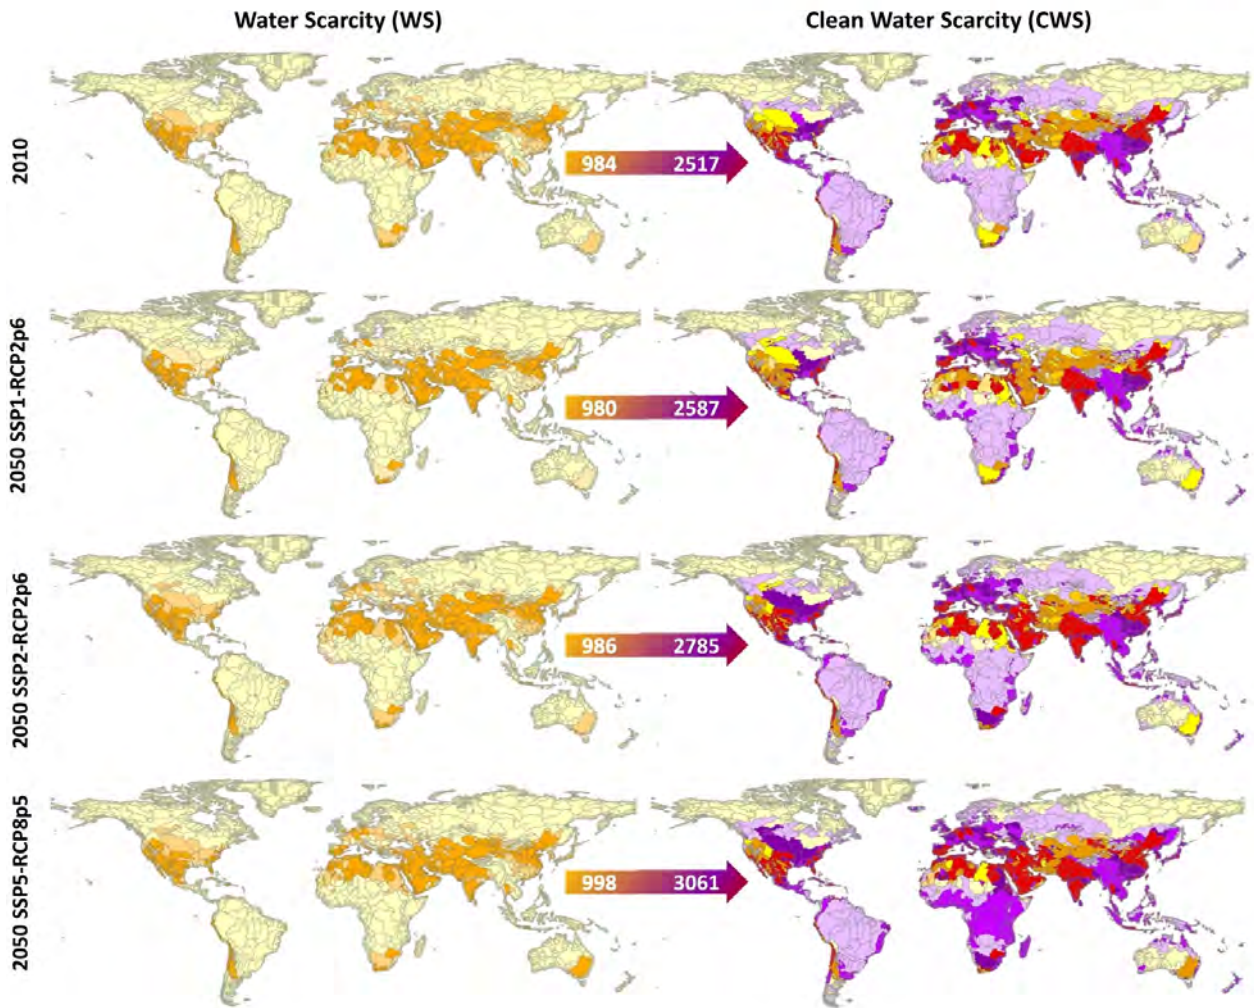 Water Scarcity (WS)
Clean Water Scarcity (CWS)
2010
984
2517
2050 SSP1-RCP2p6
980
2587
2050 SSP2-RCP2p6
986
2785
2050 SSP5-RCP8p5
998
3061